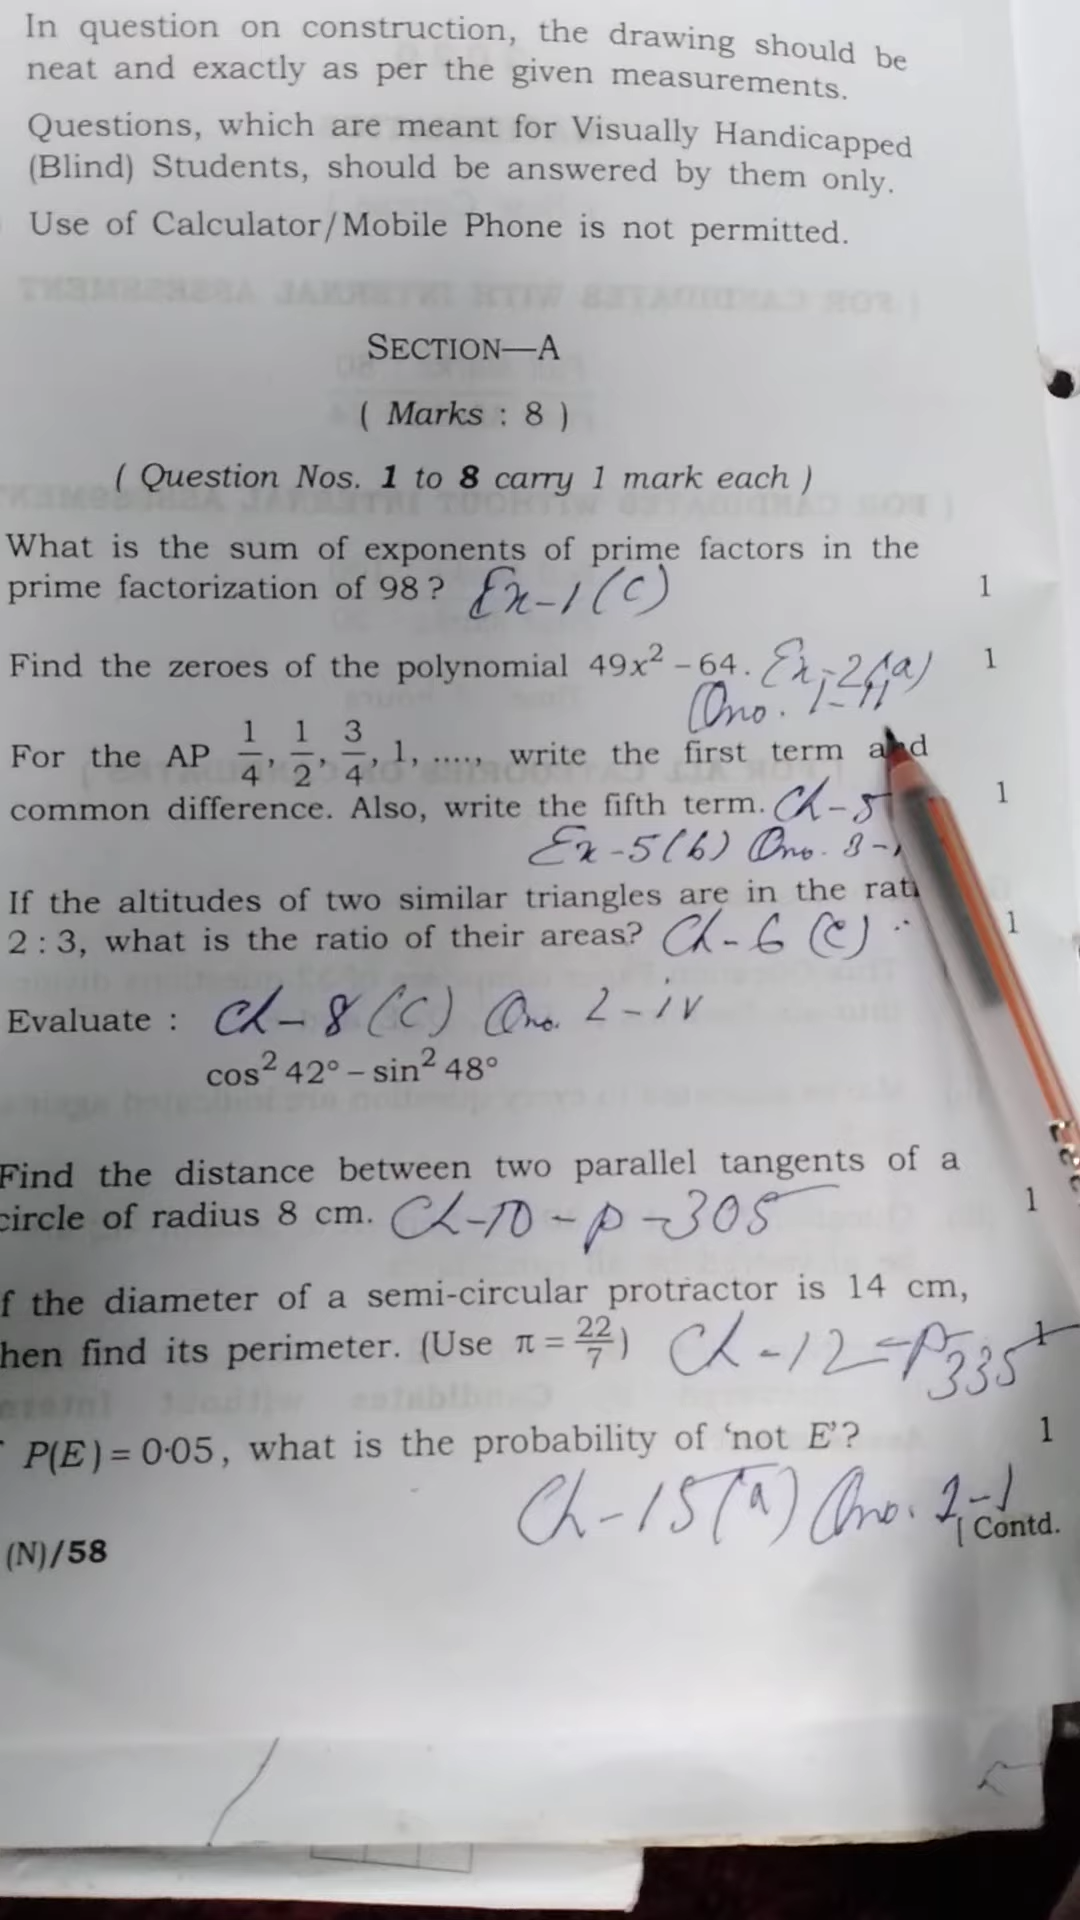 In question on construction, the drawing should be
neat and exactly as per the given measurements.
Questions, which are meant for Visually Handicapped
(Blind) Students, should be answered by them only.
Use of Calculator/Mobile Phone is not permitted.
SECTION—A
( Marks : 8 )
( Question Nos. 1 to 8 carry 1 mark each )
What is the sum of exponents of prime factors in the
prime factorization of 98? Ex-1(c) 1
Find the zeroes of the polynomial 49x² – 64. Ex-2(a) 1
Qno. 1-ii
For the AP 1/4, 1/2, 3/4, 1, ....., write the first term and
common difference. Also, write the fifth term. Ch-5 1
Ex-5(b) Qno. 3-
If the altitudes of two similar triangles are in the
2 : 3, what is the ratio of their areas? Ch-6 (c) 1
Evaluate : Ch-8(c) Qno. 2-iv
cos² 42° – sin² 48°
Find the distance between two parallel tangents of a
circle of radius 8 cm. Ch-10-p-305 1
f the diameter of a semi-circular protractor is 14 cm,
hen find its perimeter. (Use π = 22/7) Ch-12-P335 1
P(E) = 0·05, what is the probability of ‘not E’? 1
Ch-15(a) Qno. 2-1
[ Contd.
(N)/58